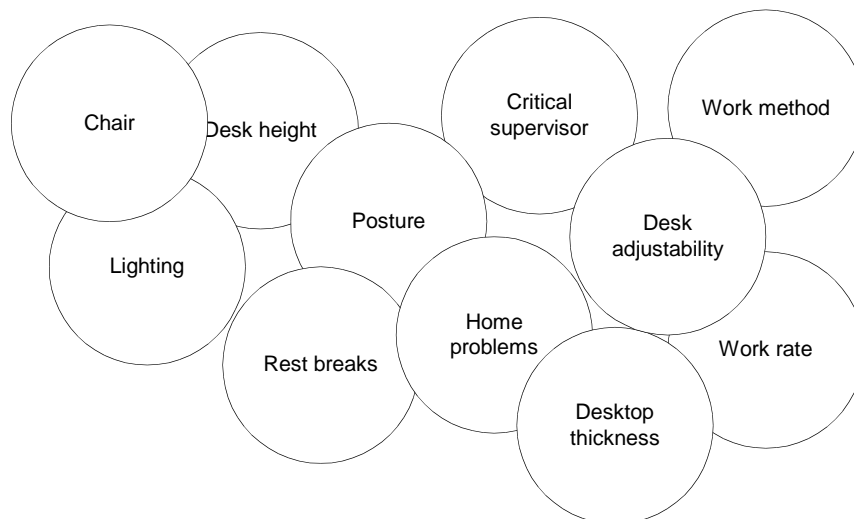 Chair
Desk height
Critical
supervisor
Work method
Posture
Desk
adjustability
Lighting
Home
problems
Rest breaks
Work rate
Desktop
thickness